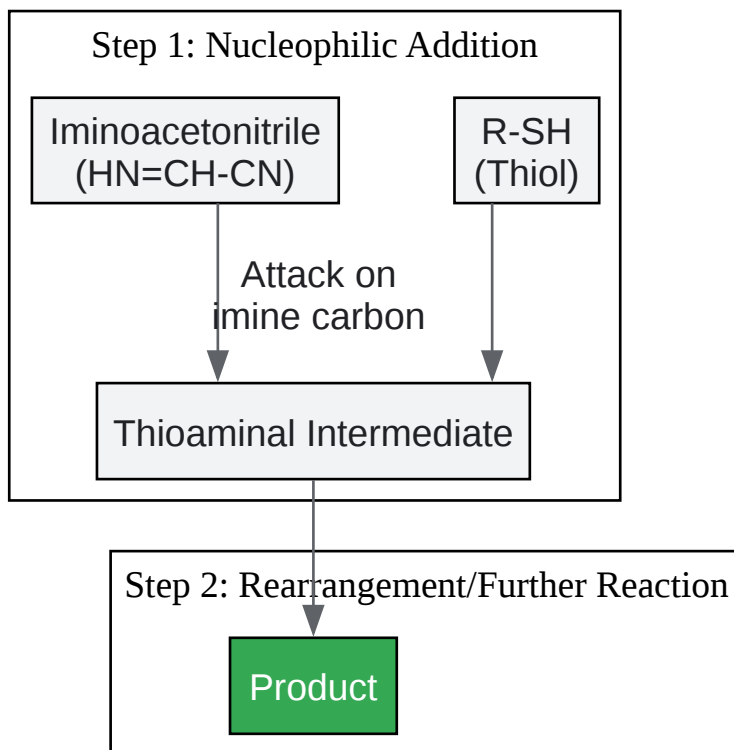 Step 1: Nucleophilic Addition
Iminoacetonitrile
(HN=CH-CN)
R-SH
(Thiol)
Attack on
imine carbon
Thioaminal Intermediate
Step 2: Rearrangement/Further Reaction
Product